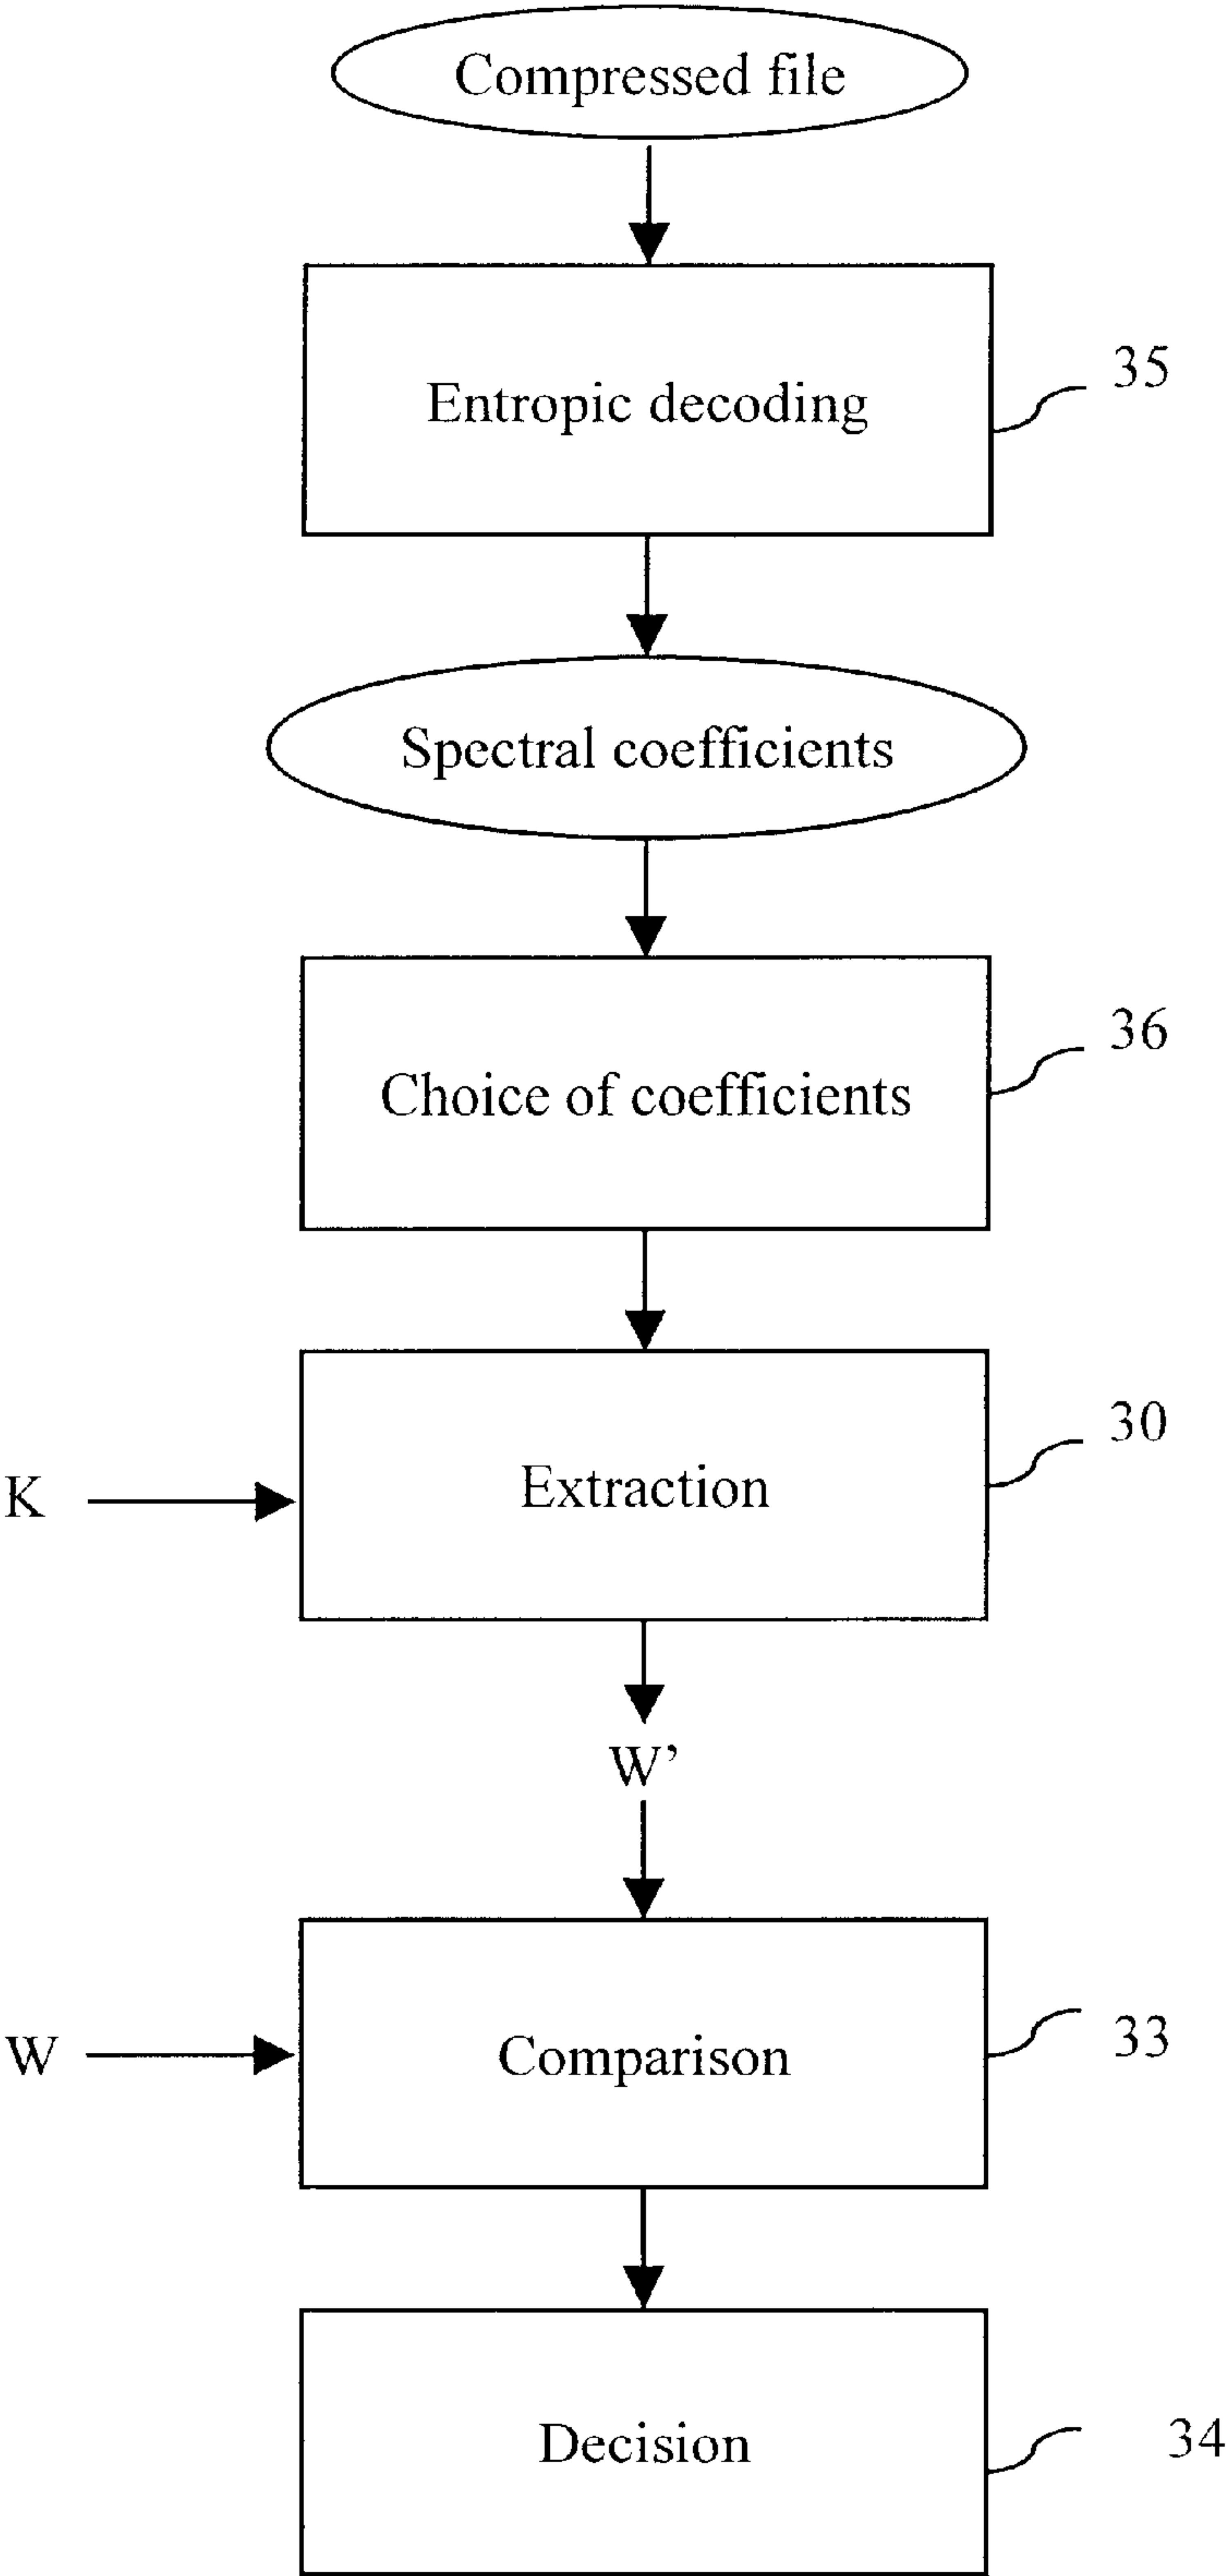 Compressed file
Entropic decoding
35
Spectral coefficients
Choice of coefficients
36
Extraction
30
K
W’
Comparison
33
W
Decision
34